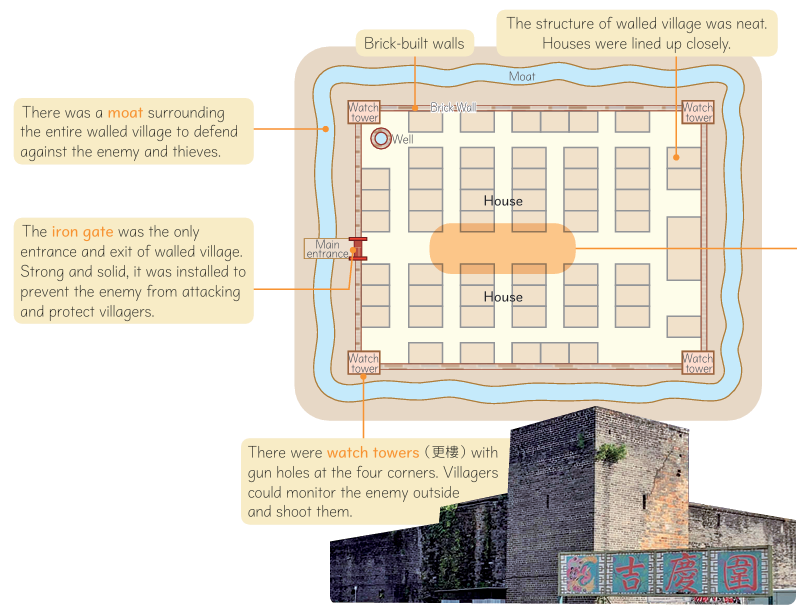 The structure of walled village was neat.
Houses were lined up closely.
Brick-built walls
Moat
There was a moat surrounding
the entire walled village to defend
against the enemy and thieves.
Watch
tower
Brick Wall
Watch
tower
Well
House
The iron gate was the only
entrance and exit of walled village.
Strong and solid, it was installed to
prevent the enemy from attacking
and protect villagers.
Main
entrance
House
Watch
tower
Watch
tower
There were watch towers (更樓) with
gun holes at the four corners. Villagers
could monitor the enemy outside
and shoot them.
吉慶圍